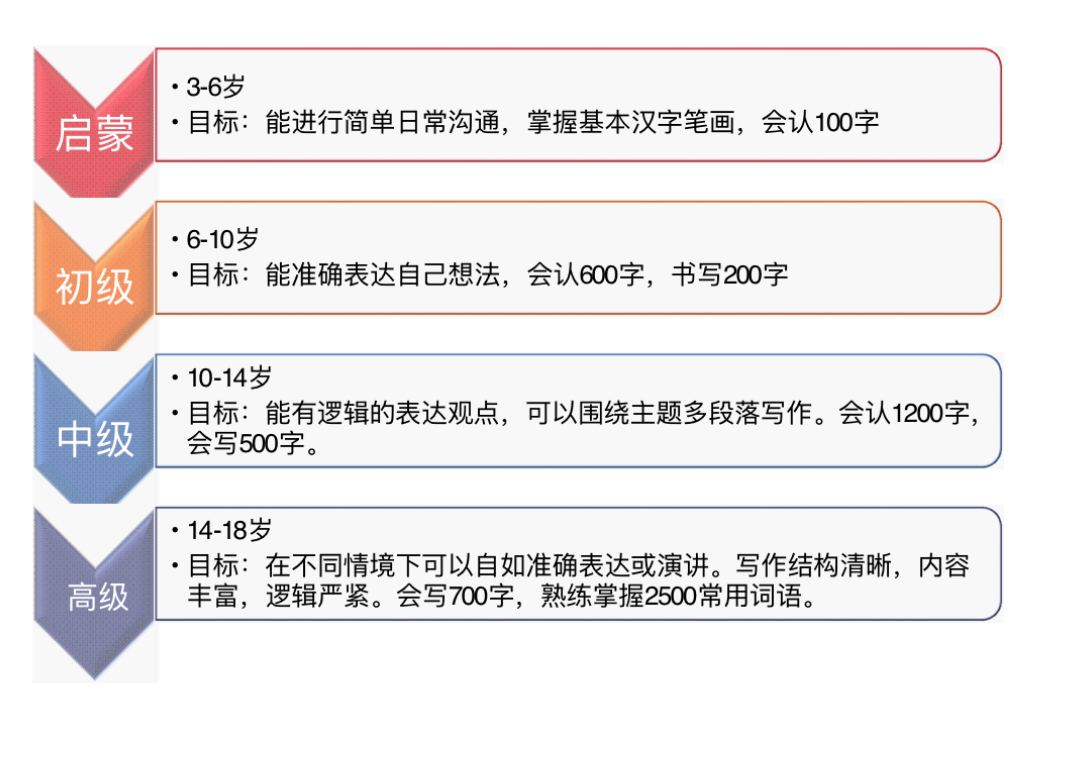 启蒙
• 3-6岁
• 目标：能进行简单日常沟通，掌握基本汉字笔画，会认100字
初级
• 6-10岁
• 目标：能准确表达自己想法，会认600字，书写200字
中级
• 10-14岁
• 目标：能有逻辑的表达观点，可以围绕主题多段落写作。会认1200字，
会写500字。
高级
• 14-18岁
• 目标：在不同情境下可以自如准确表达或演讲。写作结构清晰，内容
丰富，逻辑严紧。会写700字，熟练掌握2500常用词语。